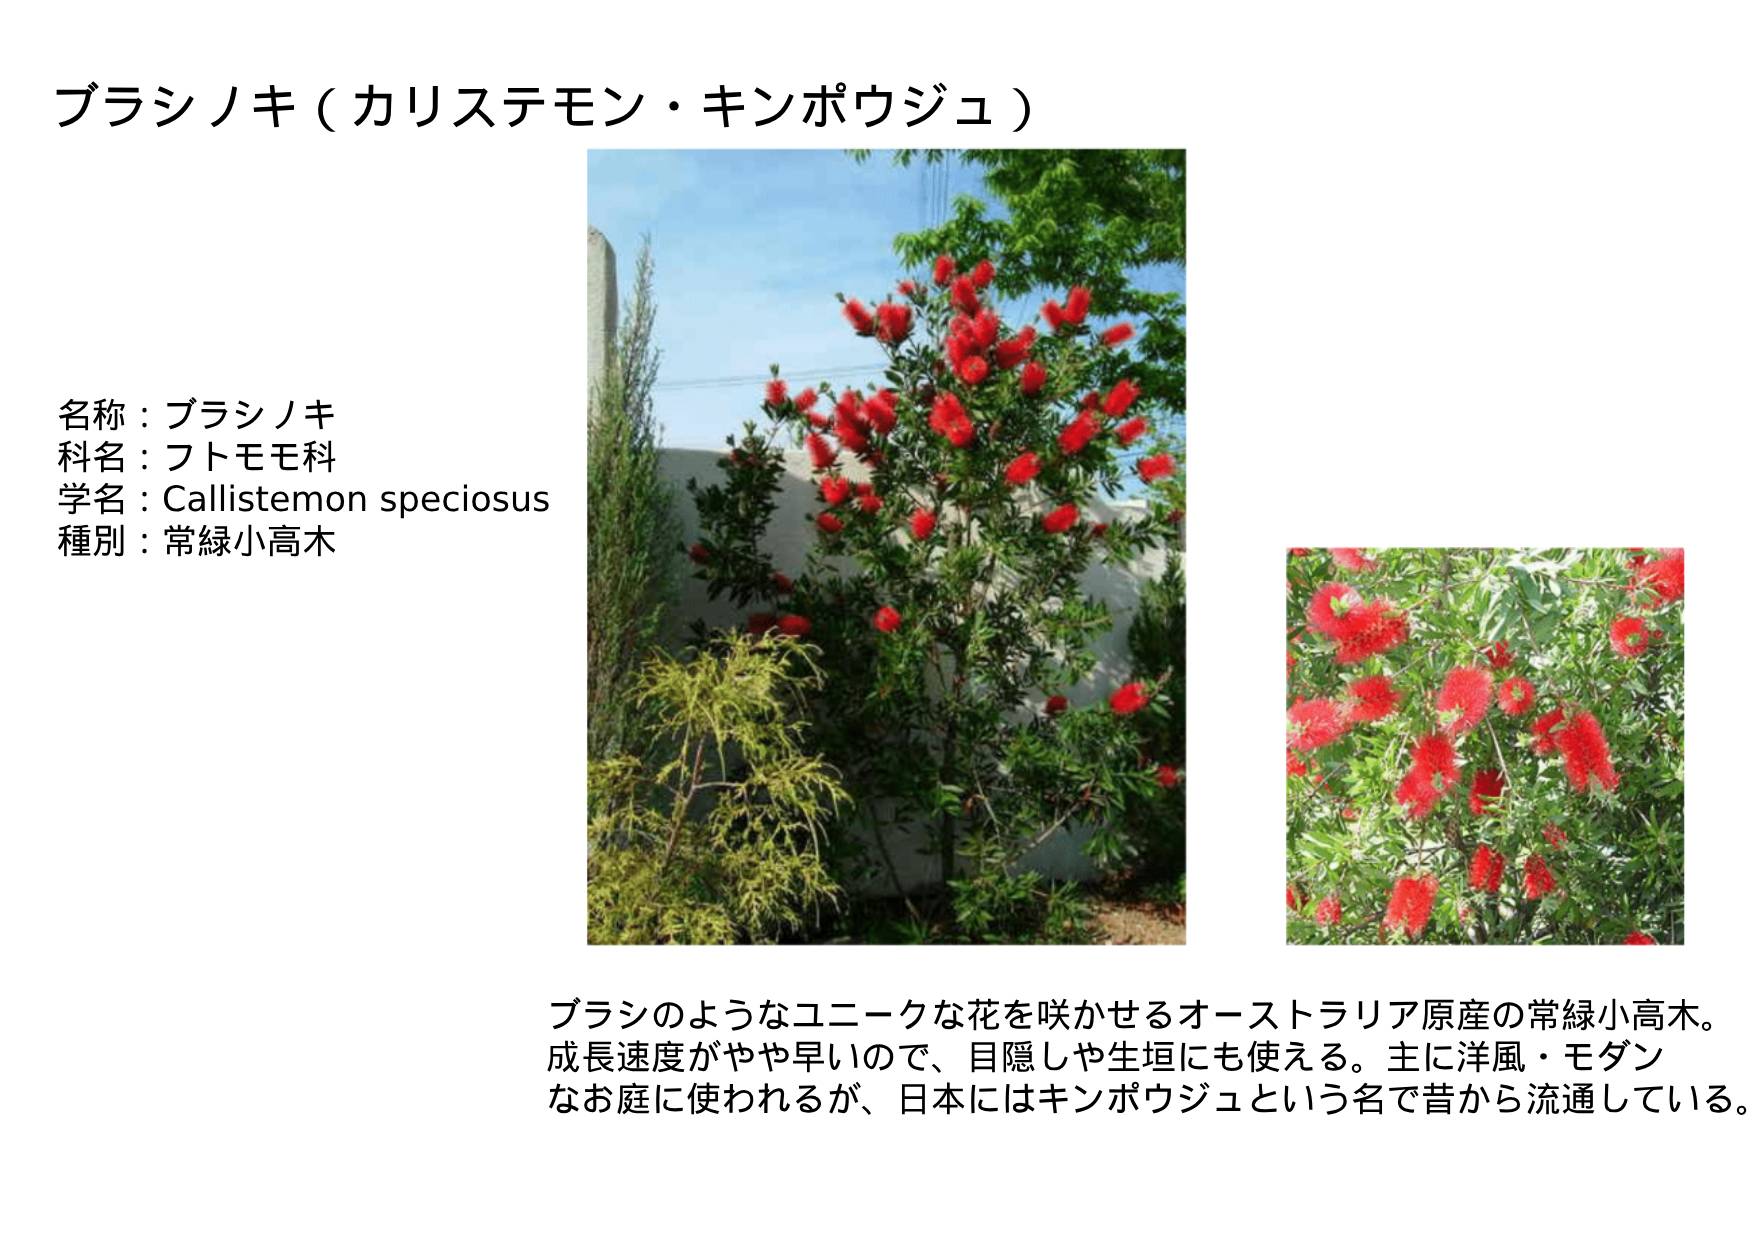 ブラシノキ（カリステモン・キンポウジュ）
名称：ブラシノキ
科名：フトモモ科
学名：Callistemon speciosus
種別：常緑小高木
ブラシのようなユニークな花を咲かせるオーストラリア原産の常緑小高木。
成長速度がやや早いので、目隠しや生垣にも使える。主に洋風・モダン
なお庭に使われるが、日本にはキンポウジュという名で昔から流通している。